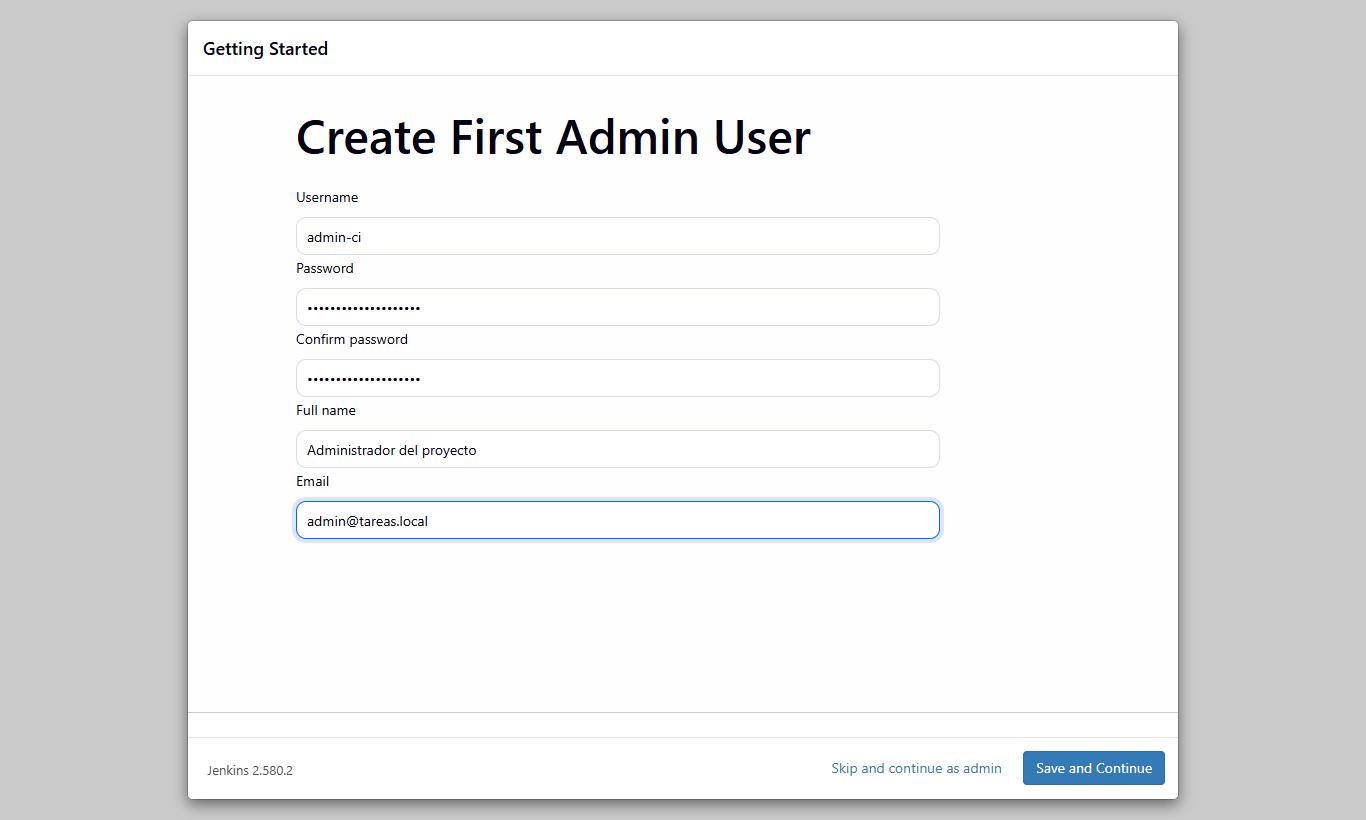 Getting Started
Create First Admin User
Username
admin-ci
Password
••••••••••••••••••••
Confirm password
••••••••••••••••••••
Full name
Administrador del proyecto
Email
admin@tareas.local
Jenkins 2.580.2
Skip and continue as admin
Save and Continue